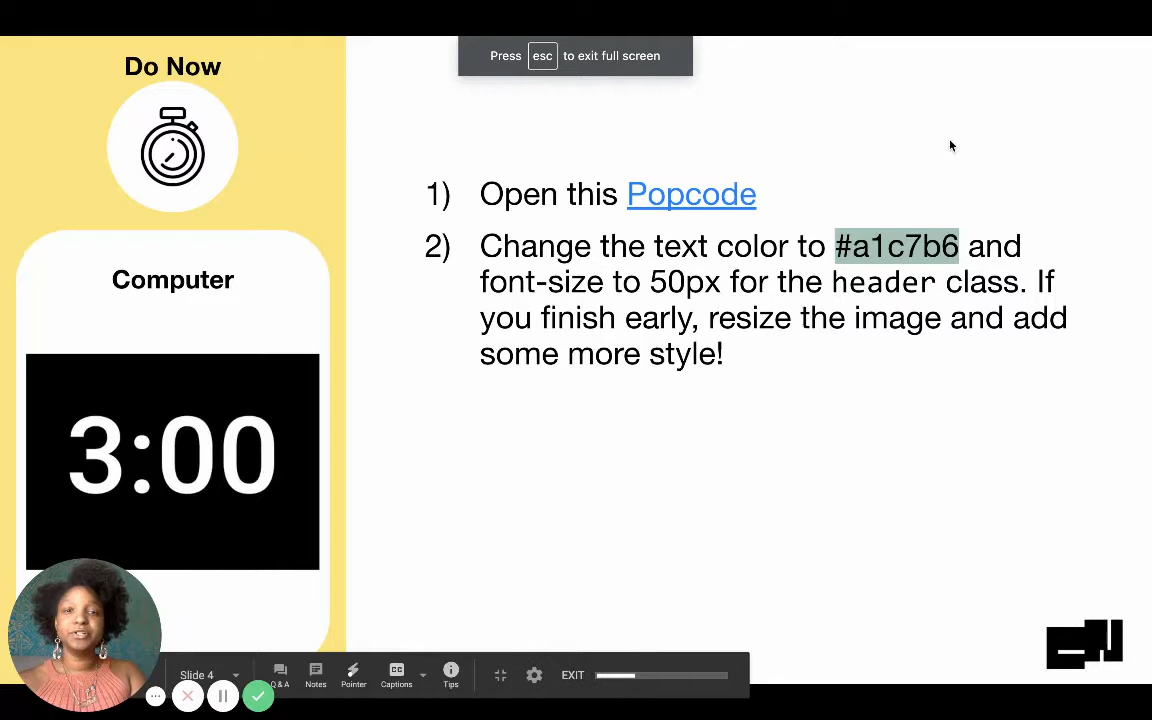 Do Now
Press esc to exit full screen
1) Open this Popcode
2) Change the text color to #a1c7b6 and
font-size to 50px for the header class. If
you finish early, resize the image and add
some more style!
Computer
3:00
Slide 4
Q & A
Notes
Pointer
Captions
Tips
EXIT